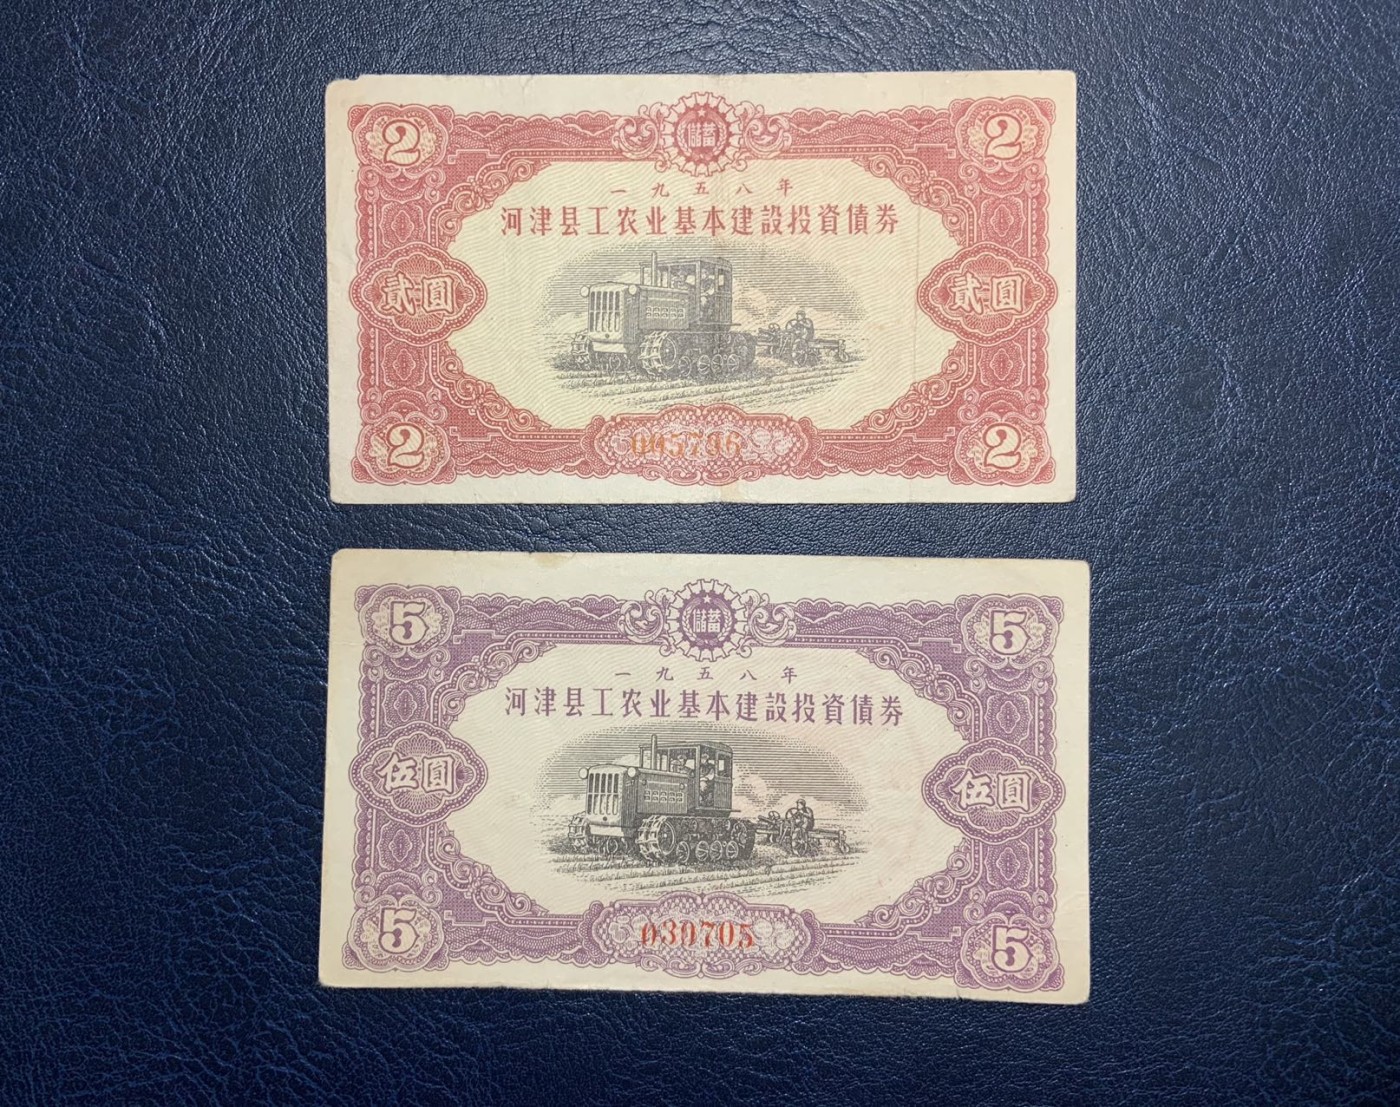 2 儲蓄 2
一九五八年
河津县工农业基本建設投資債券
貳圓 貳圓
2 095736 2
5 儲蓄 5
一九五八年
河津县工农业基本建設投資債券
伍圓 伍圓
5 030705 5